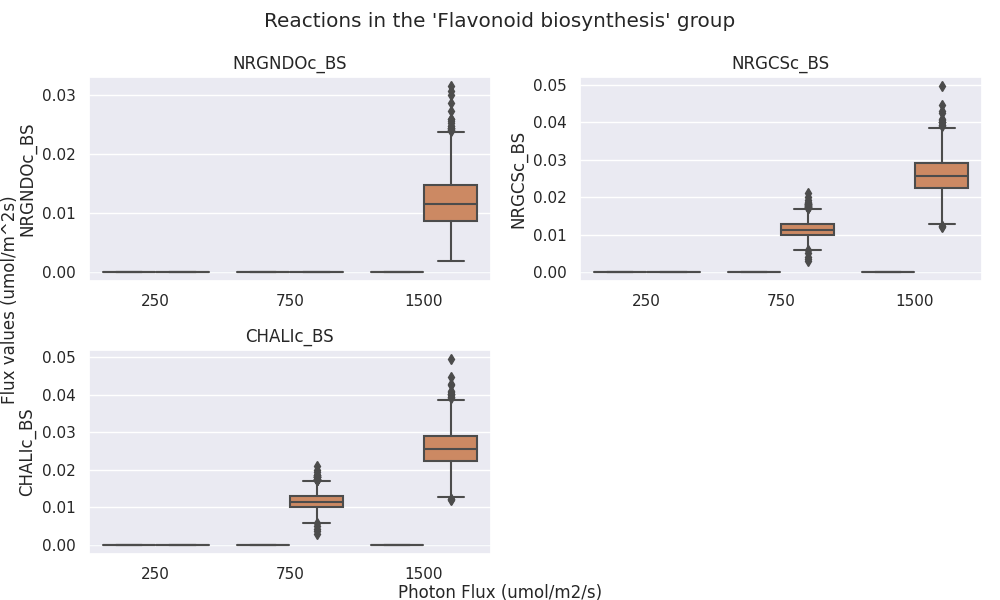 Reactions in the 'Flavonoid biosynthesis' group
NRGNDOc_BS
NRGNDOc_BS
0.03
0.02
0.01
0.00
250 750 1500
NRGCSc_BS
NRGCSc_BS
0.05
0.04
0.03
0.02
0.01
0.00
250 750 1500
Flux values (umol/m^2s)
CHALIc_BS
CHALIc_BS
0.05
0.04
0.03
0.02
0.01
0.00
250 750 1500
Photon Flux (umol/m2/s)